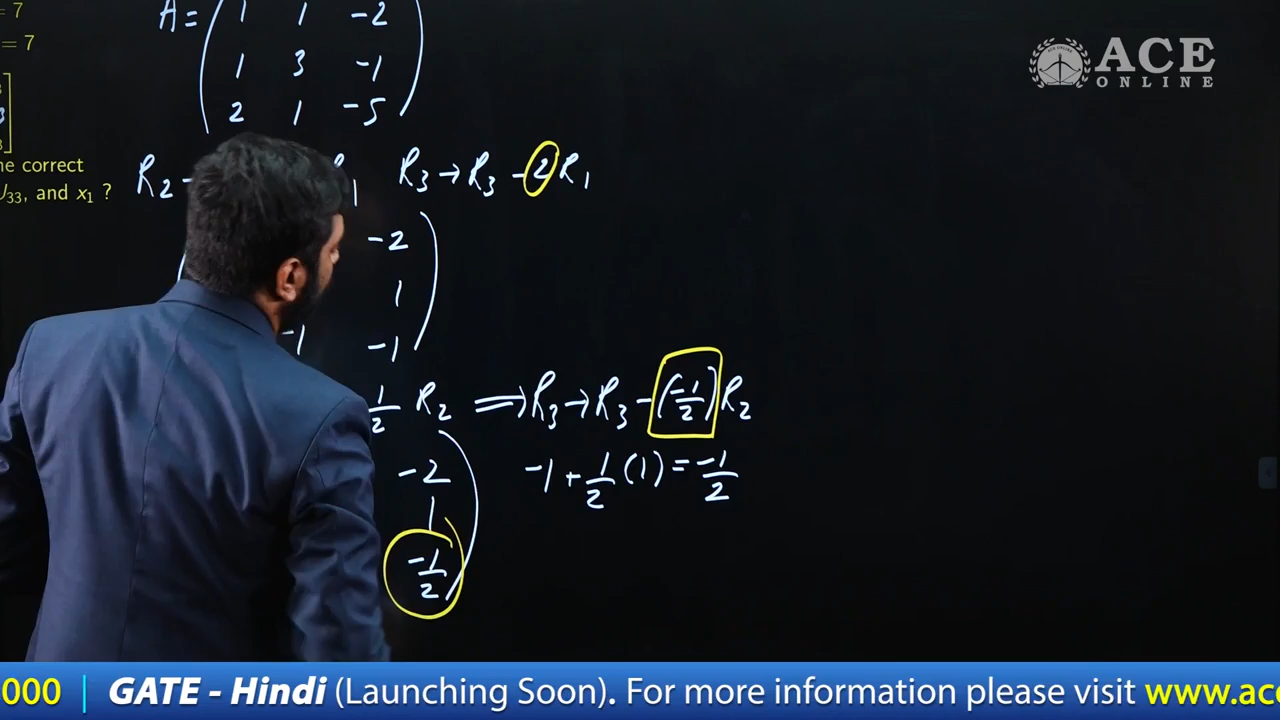 = 7
= 7
ne correct
U33, and x1 ?
A = ( 1 1 -2
1 3 -1
2 1 -5 )
R2 - R1 R3 → R3 - 2 R1
-2
1
-1 -1
1/2 R2 ⟹ R3 → R3 - (-1/2) R2
-2
1
-1/2
-1 + 1/2 (1) = -1/2
ACE
ONLINE
000 | GATE - Hindi (Launching Soon). For more information please visit www.ace